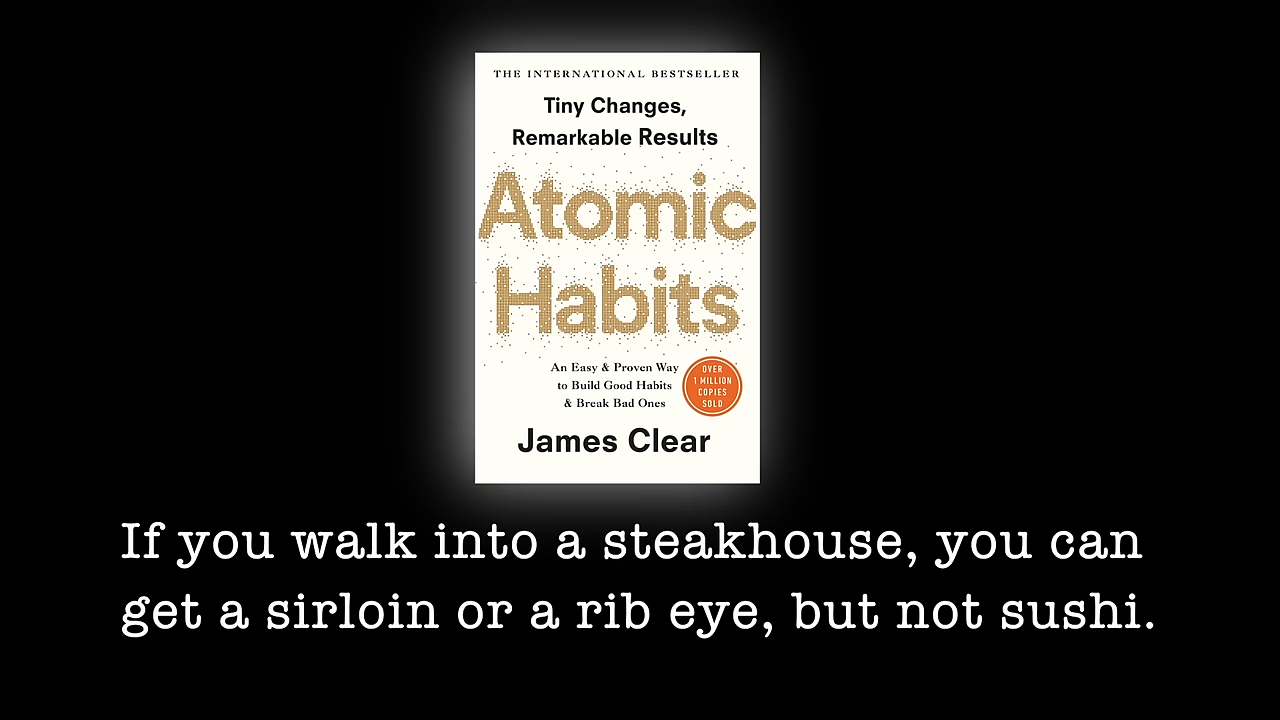 THE INTERNATIONAL BESTSELLER
Tiny Changes,
Remarkable Results
Atomic
Habits
An Easy & Proven Way
to Build Good Habits
& Break Bad Ones
OVER
1 MILLION
COPIES
SOLD
James Clear
If you walk into a steakhouse, you can
get a sirloin or a rib eye, but not sushi.